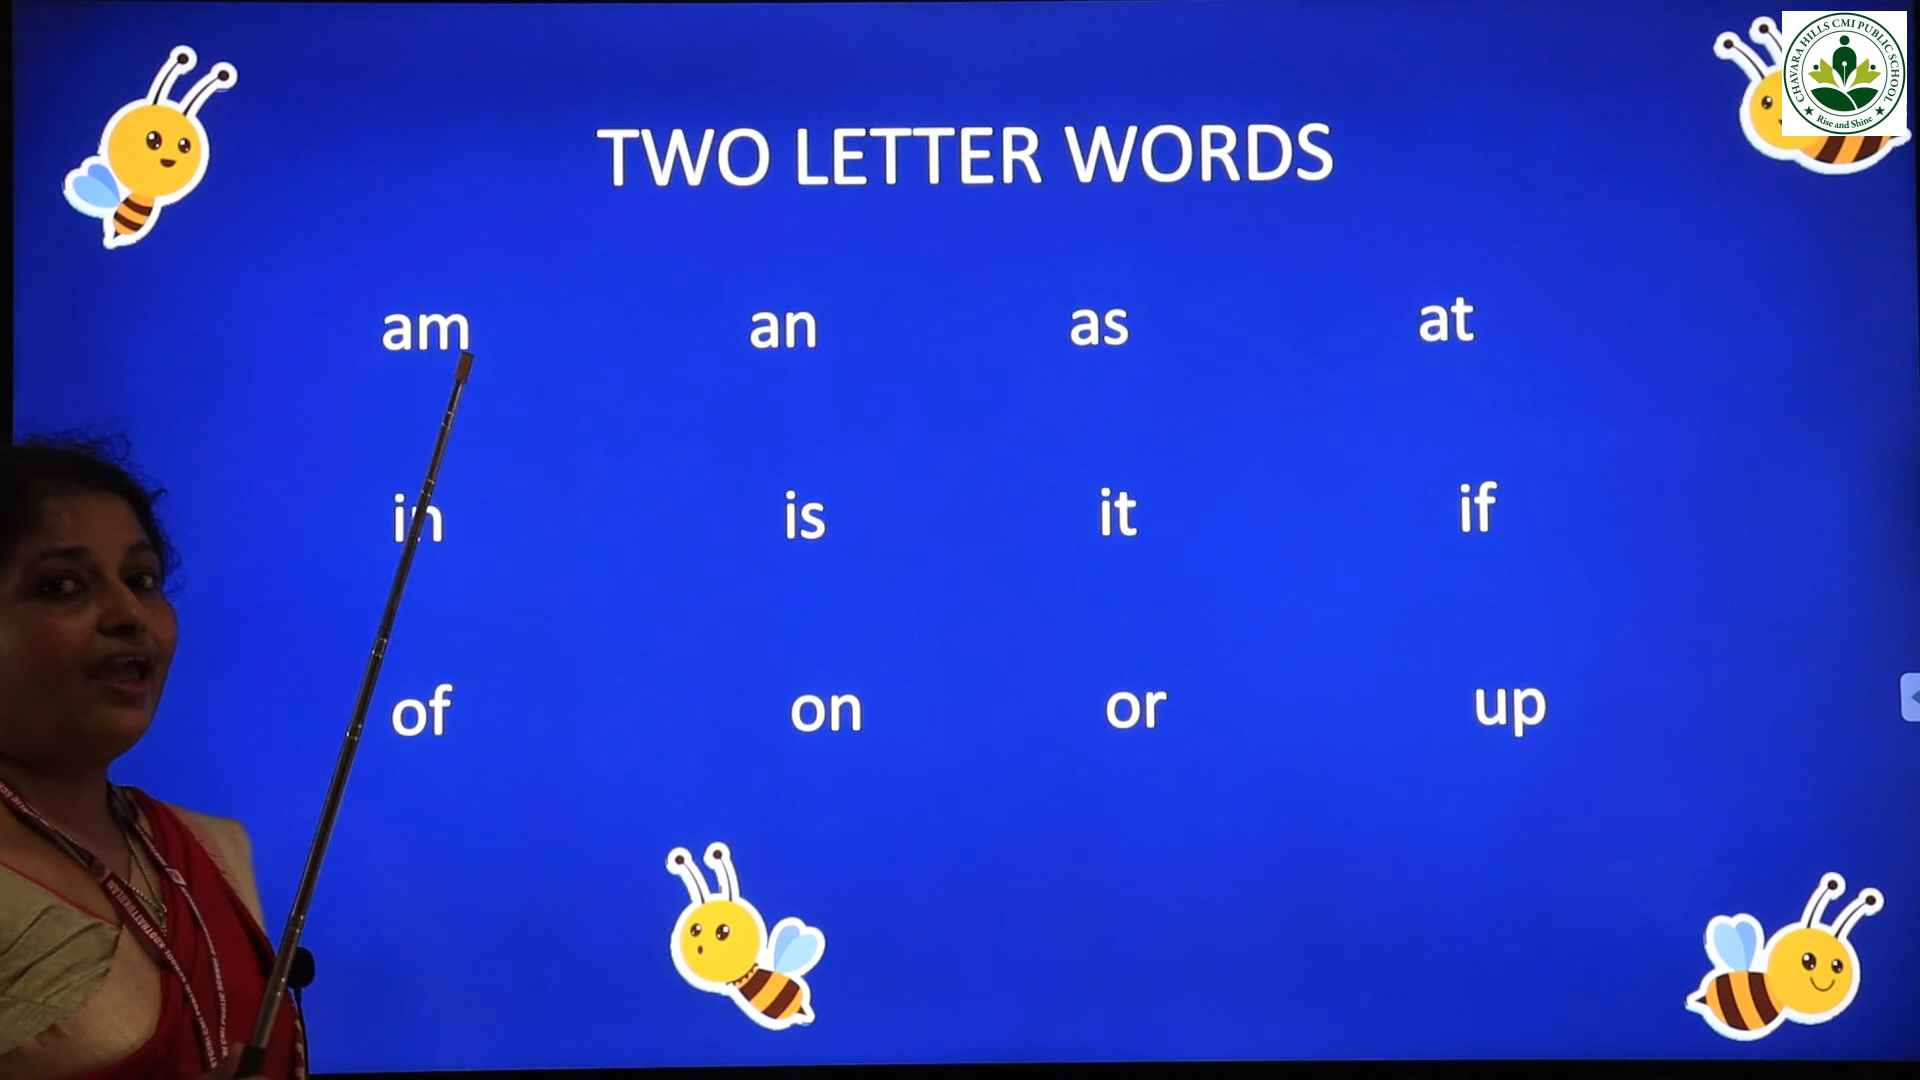 CHAVARA HILLS CMI PUBLIC SCHOOL
Rise and Shine
TWO LETTER WORDS
am an as at
in is it if
of on or up